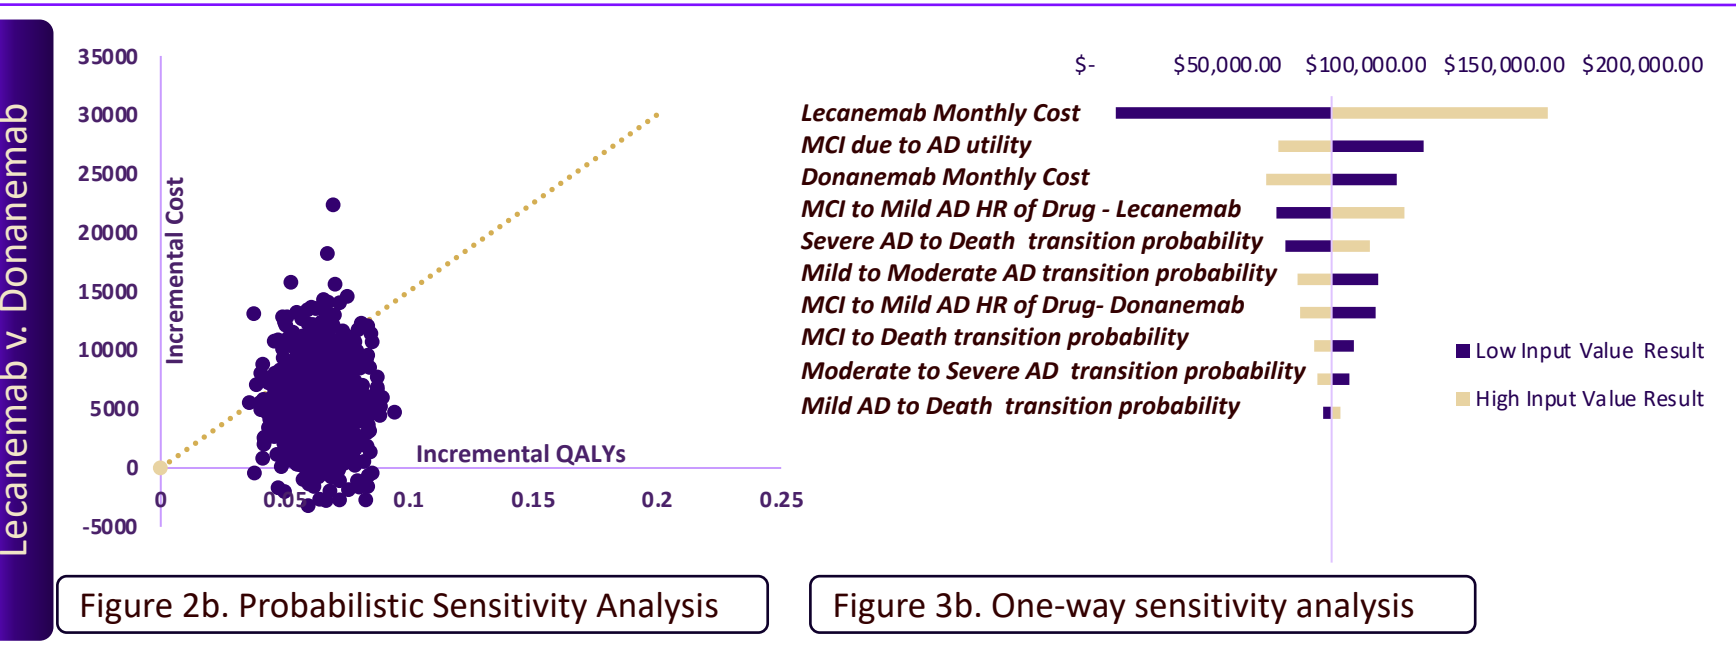 Lecanemab v. Donanemab
35000
30000
25000
20000
15000
10000
5000
0
-5000
Incremental Cost
Incremental QALYs
0
0.05
0.1
0.15
0.2
0.25
Figure 2b. Probabilistic Sensitivity Analysis
$-
$50,000.00
$100,000.00
$150,000.00
$200,000.00
Lecanemab Monthly Cost
MCI due to AD utility
Donanemab Monthly Cost
MCI to Mild AD HR of Drug - Lecanemab
Severe AD to Death transition probability
Mild to Moderate AD transition probability
MCI to Mild AD HR of Drug- Donanemab
MCI to Death transition probability
Moderate to Severe AD transition probability
Mild AD to Death transition probability
Low Input Value Result
High Input Value Result
Figure 3b. One-way sensitivity analysis